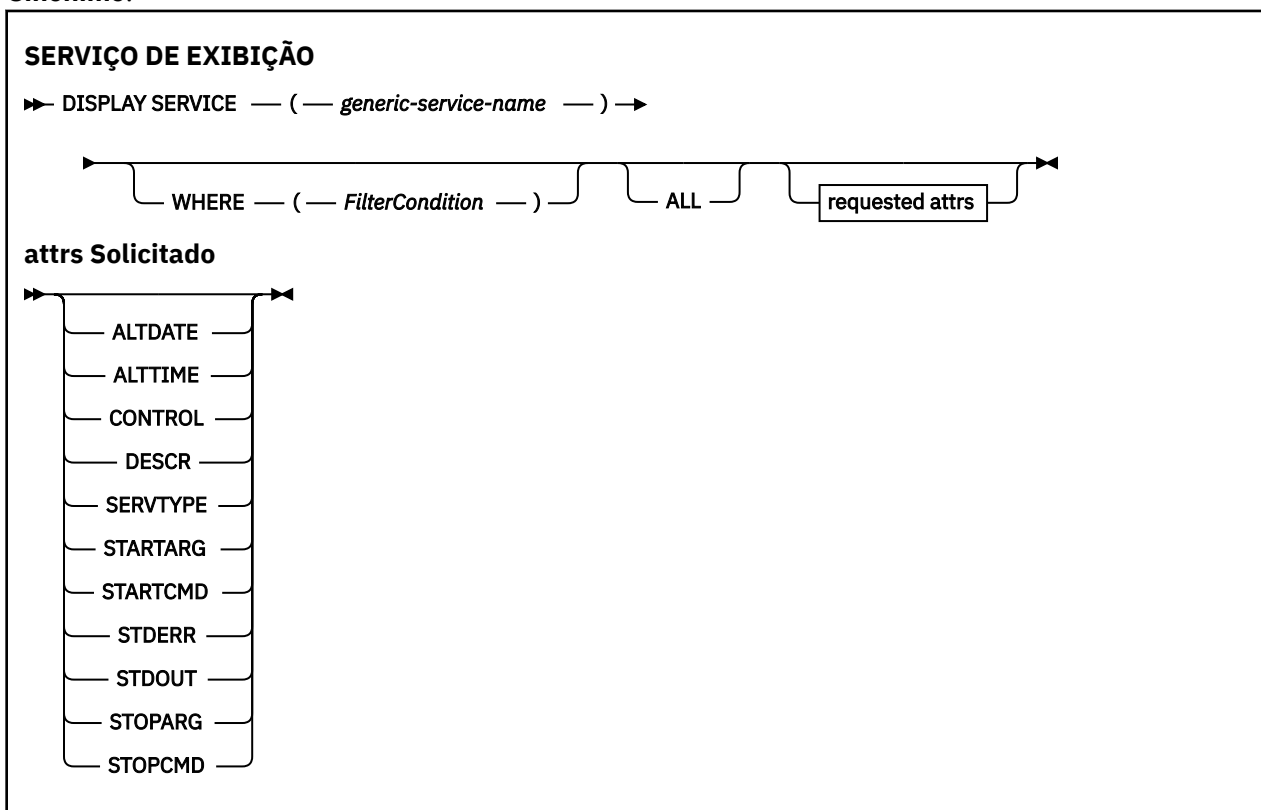 SERVIÇO DE EXIBIÇÃO
DISPLAY SERVICE ( generic-service-name )
WHERE ( FilterCondition ) ALL requested attrs
attrs Solicitado
ALTDATE
ALTTIME
CONTROL
DESCR
SERVTYPE
STARTARG
STARTCMD
STDERR
STDOUT
STOPARG
STOPCMD